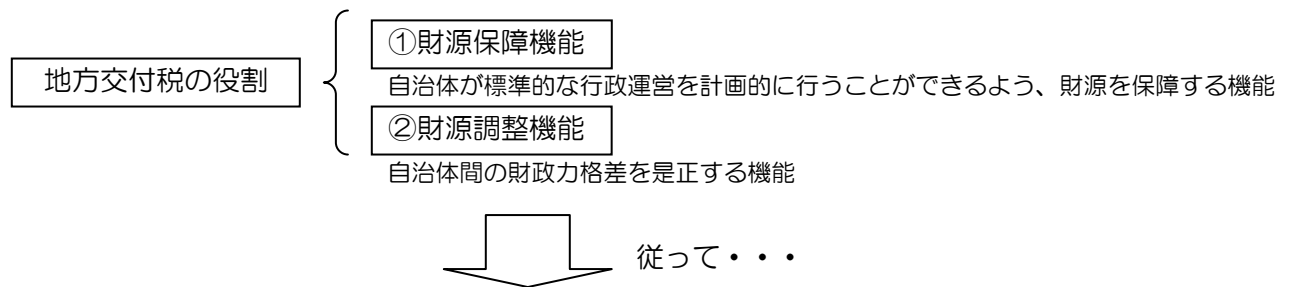 地方交付税の役割
①財源保障機能
自治体が標準的な行政運営を計画的に行うことができるよう、財源を保障する機能
②財源調整機能
自治体間の財政力格差を是正する機能
従って・・・